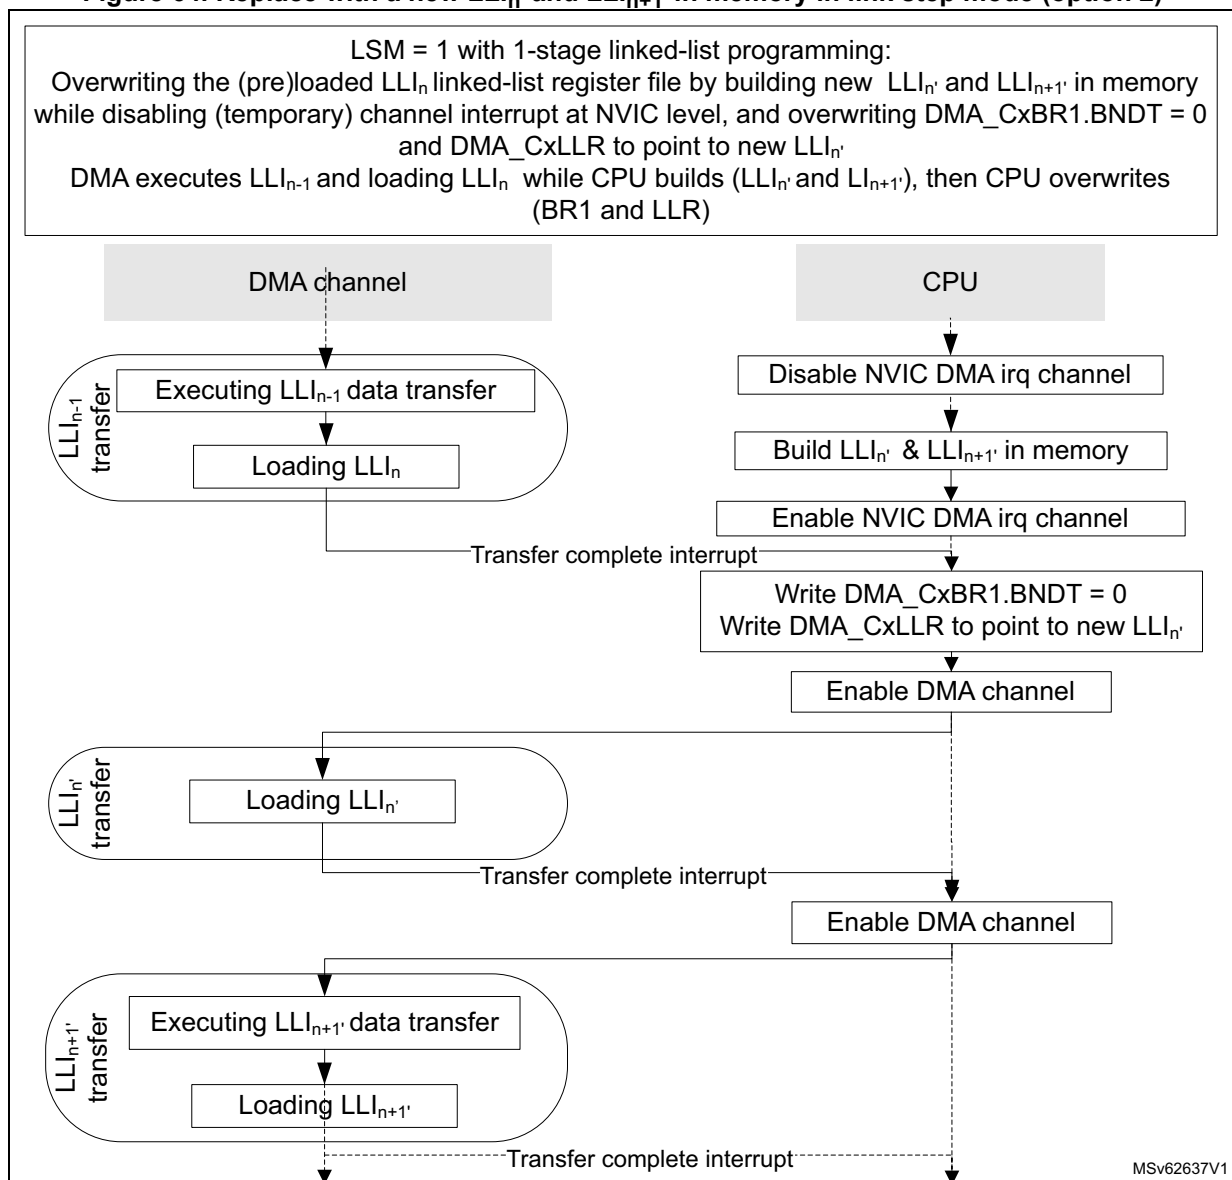 LSM = 1 with 1-stage linked-list programming:
Overwriting the (pre)loaded LLIn linked-list register file by building new LLIn' and LLIn+1' in memory
while disabling (temporary) channel interrupt at NVIC level, and overwriting DMA_CxBR1.BNDT = 0
and DMA_CxLLR to point to new LLIn'
DMA executes LLIn-1 and loading LLIn while CPU builds (LLIn' and LIn+1'), then CPU overwrites
(BR1 and LLR)
DMA channel
CPU
LLIn-1
transfer
Executing LLIn-1 data transfer
Loading LLIn
Disable NVIC DMA irq channel
Build LLIn' & LLIn+1' in memory
Enable NVIC DMA irq channel
Transfer complete interrupt
Write DMA_CxBR1.BNDT = 0
Write DMA_CxLLR to point to new LLIn'
Enable DMA channel
LLIn'
transfer
Loading LLIn'
Transfer complete interrupt
Enable DMA channel
LLIn+1'
transfer
Executing LLIn+1' data transfer
Loading LLIn+1'
Transfer complete interrupt
MSv62637V1